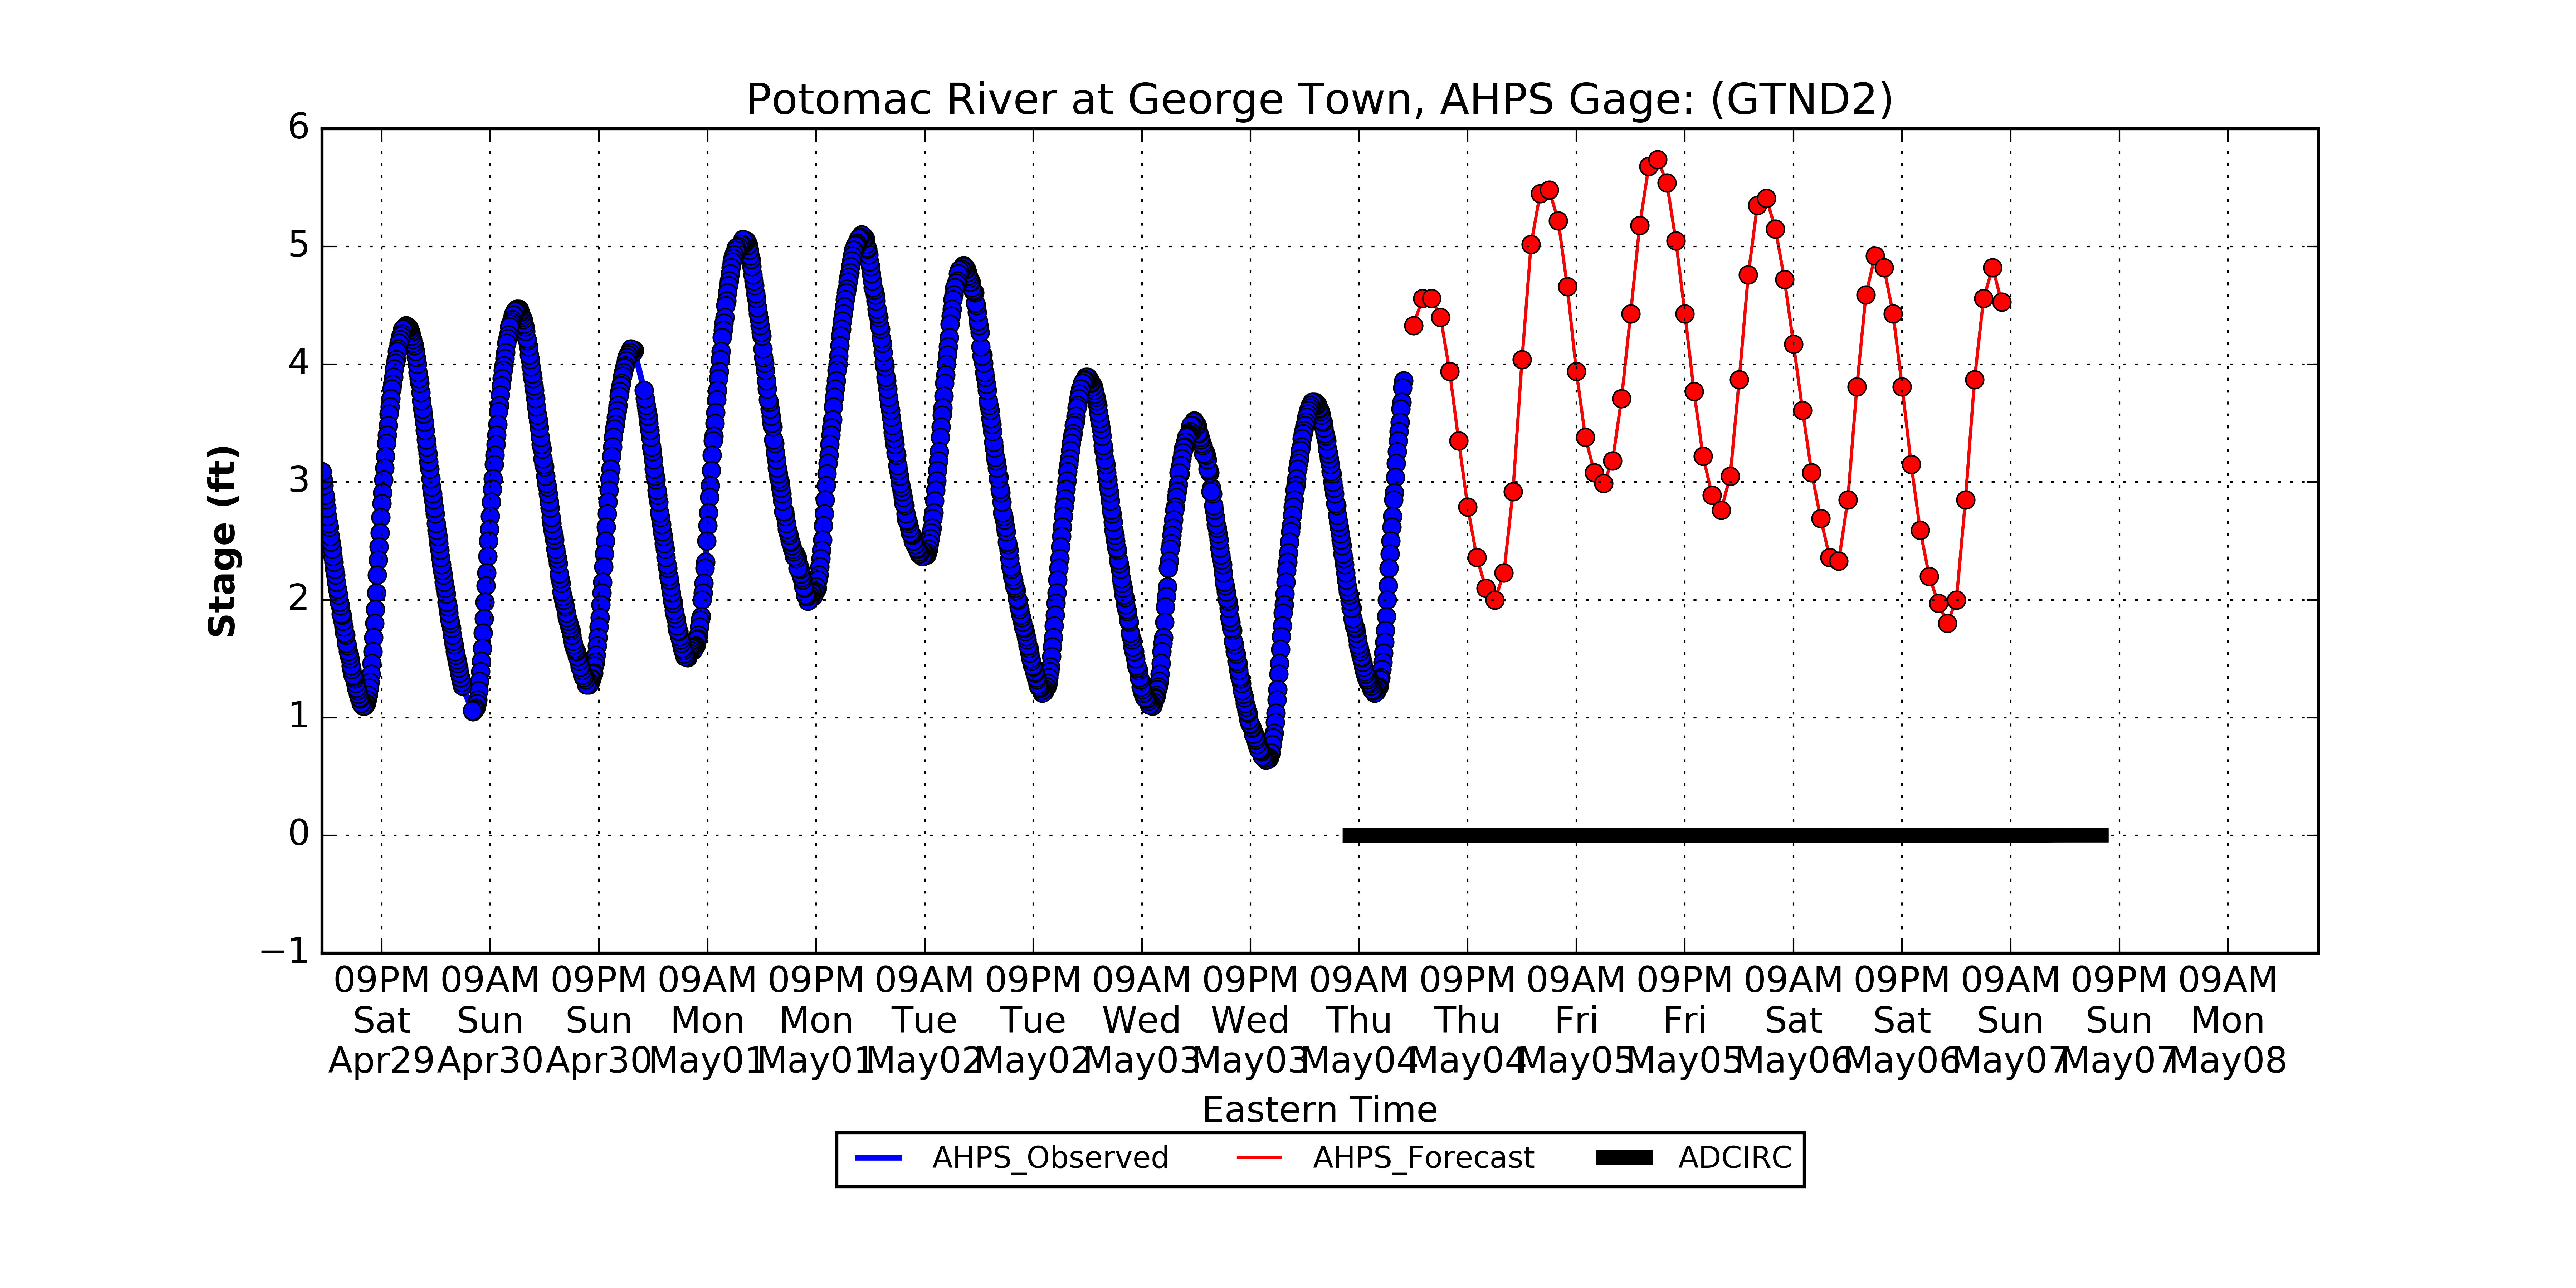 Potomac River at George Town, AHPS Gage: (GTND2)
6
5
4
3
2
1
0
−1
Stage (ft)
09PM 09AM 09PM 09AM 09PM 09AM 09PM 09AM 09PM 09AM 09PM 09AM 09PM 09AM 09PM 09AM 09PM 09AM
Sat Sun Sun Mon Mon Tue Tue Wed Wed Thu Thu Fri Fri Sat Sat Sun Sun Mon
Apr29 Apr30 Apr30 May01 May01 May02 May02 May03 May03 May04 May04 May05 May05 May06 May06 May07 May07 May08
Eastern Time
AHPS_Observed AHPS_Forecast ADCIRC